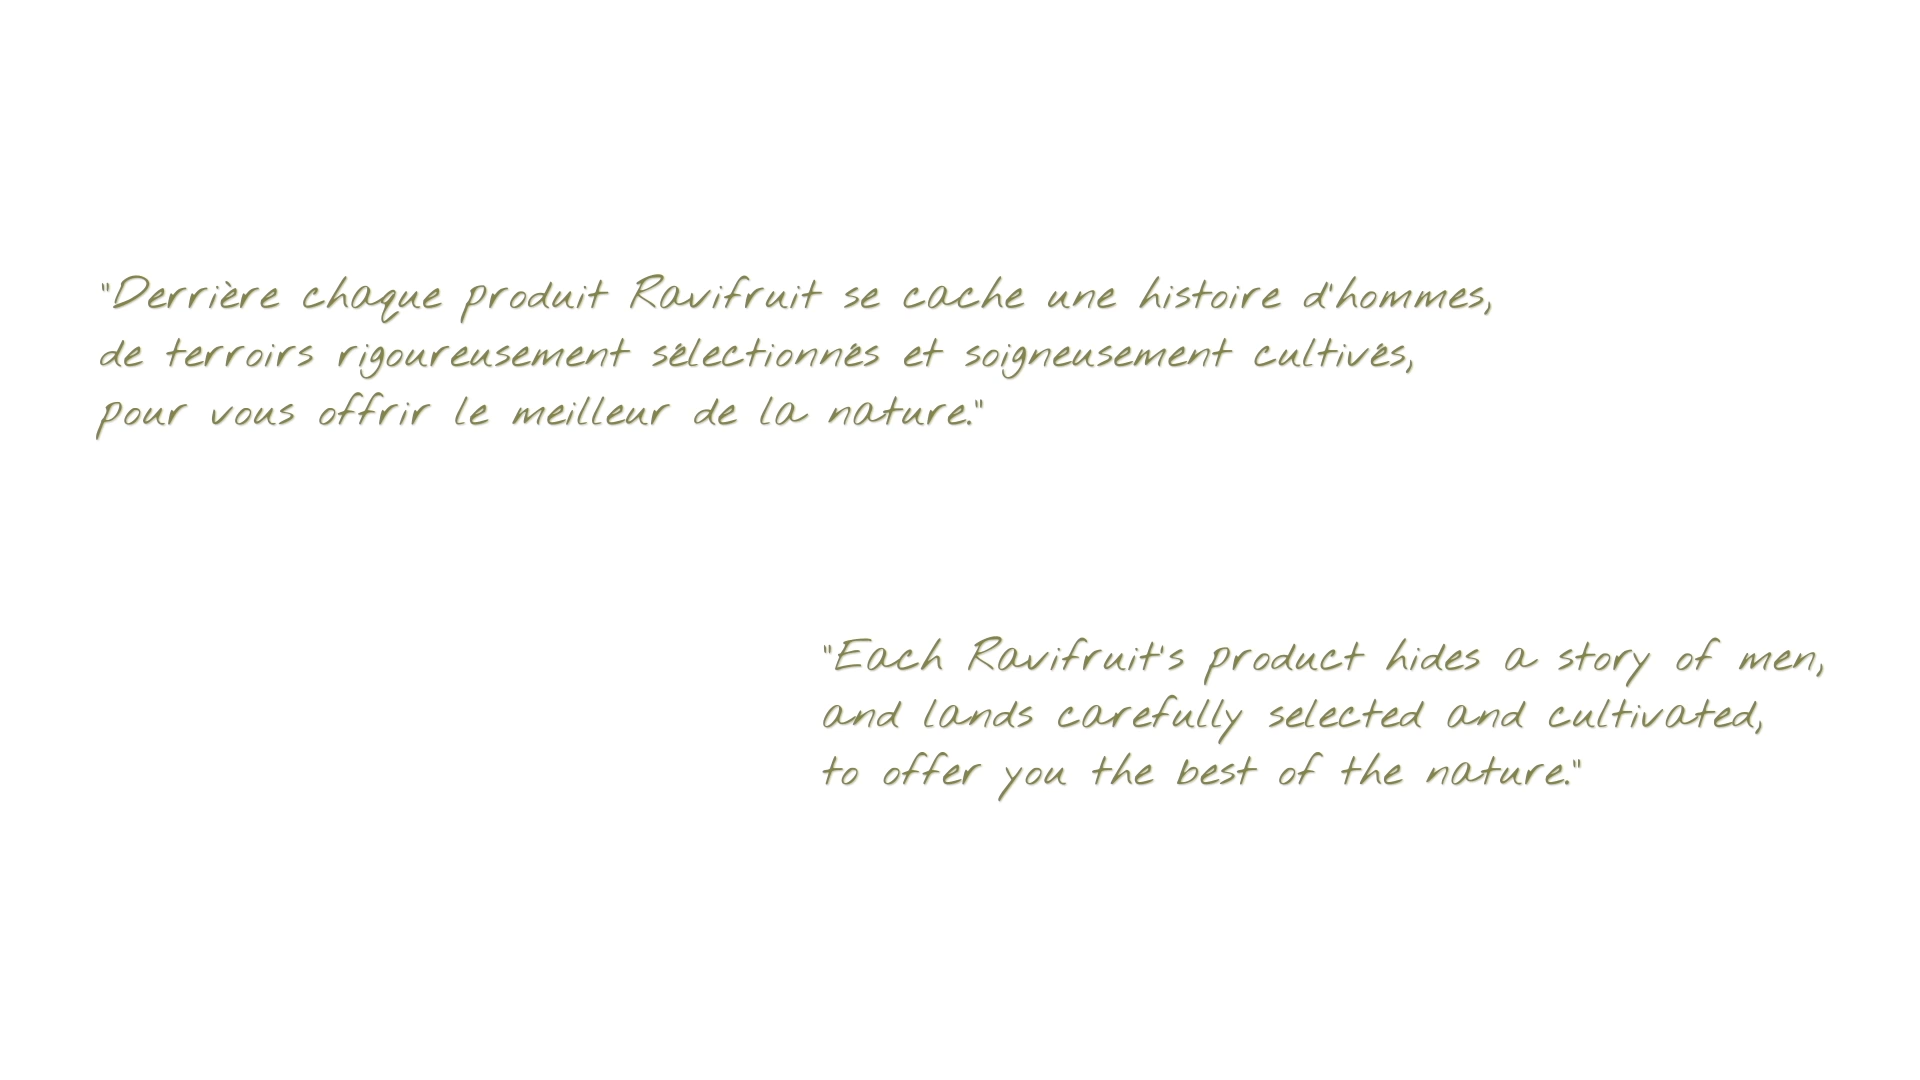 "Derrière chaque produit Ravifruit se cache une histoire d'hommes,
de terroirs rigoureusement sélectionnés et soigneusement cultivés,
pour vous offrir le meilleur de la nature."
"Each Ravifruit's product hides a story of men,
and lands carefully selected and cultivated,
to offer you the best of the nature."